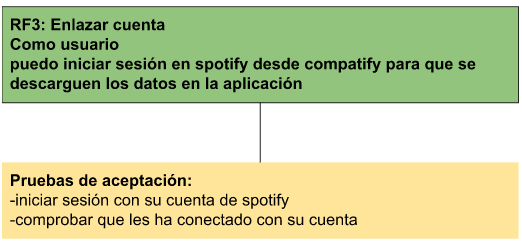 RF3: Enlazar cuenta
Como usuario
puedo iniciar sesión en spotify desde compatify para que se
descarguen los datos en la aplicación
Pruebas de aceptación:
-iniciar sesión con su cuenta de spotify
-comprobar que les ha conectado con su cuenta